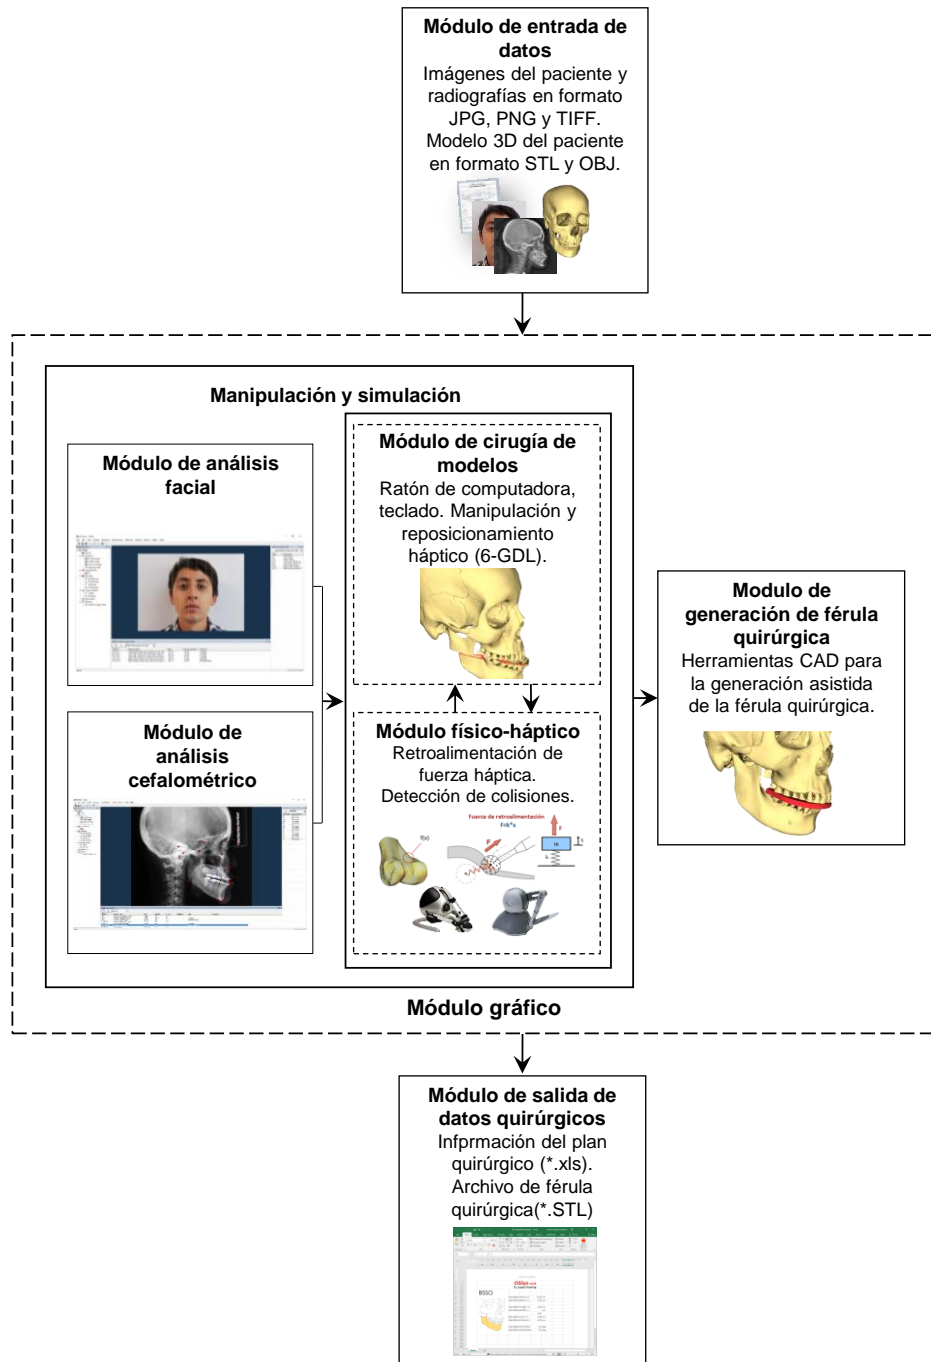 Módulo de entrada de
datos
Imágenes del paciente y
radiografías en formato
JPG, PNG y TIFF.
Modelo 3D del paciente
en formato STL y OBJ.
Manipulación y simulación
Módulo de análisis
facial
Módulo de
análisis
cefalométrico
Módulo de cirugía de
modelos
Ratón de computadora,
teclado. Manipulación y
reposicionamiento
háptico (6-GDL).
Módulo físico-háptico
Retroalimentación de
fuerza háptica.
Detección de colisiones.
Fuerza de retroalimentación
F=k*x
f(x)
F
F
m
k
x
Modulo de
generación de férula
quirúrgica
Herramientas CAD para
la generación asistida
de la férula quirúrgica.
Módulo gráfico
Módulo de salida de
datos quirúrgicos
Infprmación del plan
quirúrgico (*.xls).
Archivo de férula
quirúrgica(*.STL)
BSSO